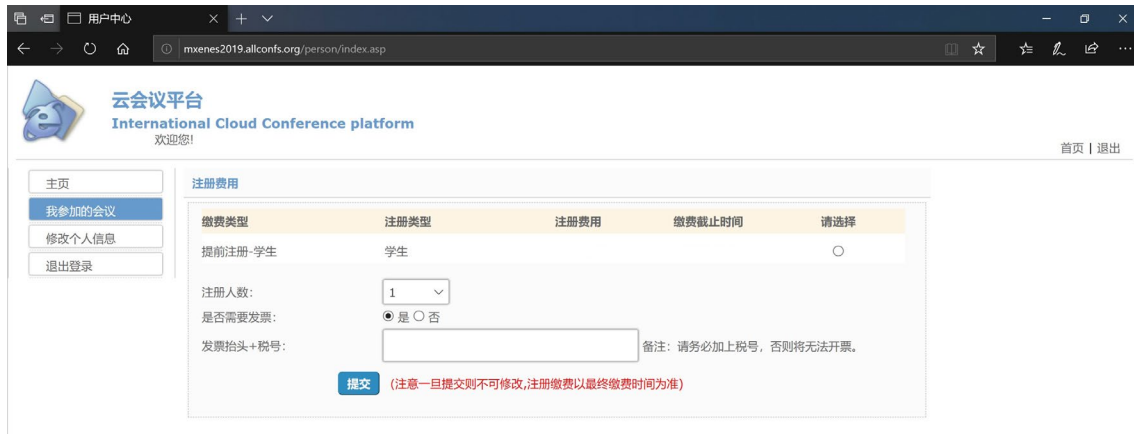 用户中心
mxenes2019.allconfs.org/person/index.asp
云会议平台
International Cloud Conference platform
欢迎您!
首页 | 退出
主页
我参加的会议
修改个人信息
退出登录
注册费用
缴费类型 注册类型 注册费用 缴费截止时间 请选择
提前注册-学生 学生
注册人数: 1
是否需要发票: 是 否
发票抬头+税号: 备注: 请务必加上税号, 否则将无法开票。
提交 (注意一旦提交则不可修改,注册缴费以最终缴费时间为准)